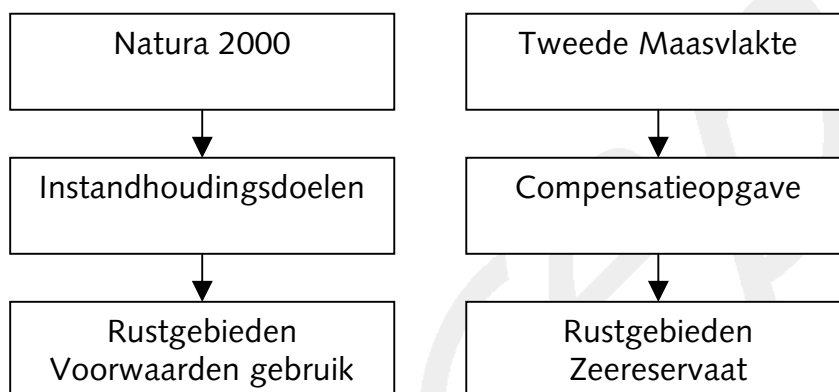 Natura 2000
Tweede Maasvlakte
Instandhoudingsdoelen
Compensatieopgave
Rustgebieden
Voorwaarden gebruik
Rustgebieden
Zeereservaat